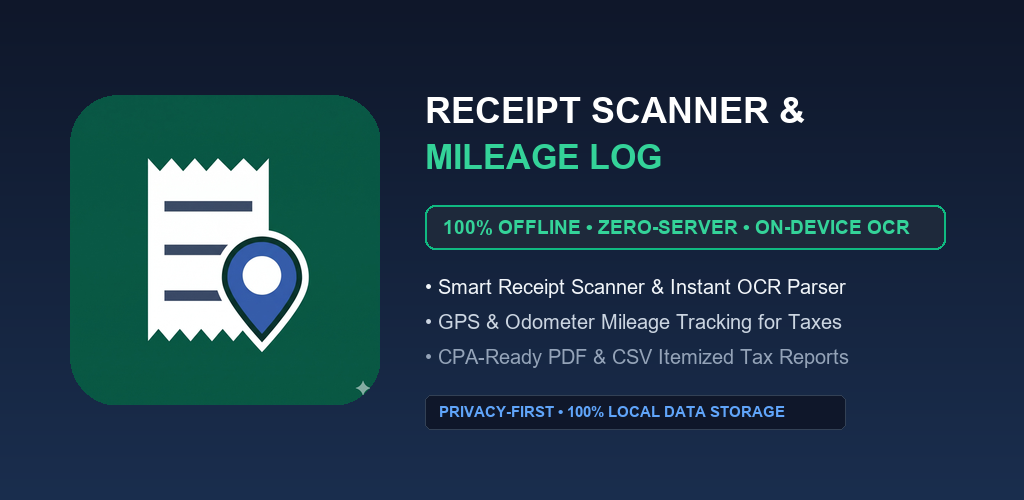 RECEIPT SCANNER &
MILEAGE LOG
100% OFFLINE • ZERO-SERVER • ON-DEVICE OCR
• Smart Receipt Scanner & Instant OCR Parser
• GPS & Odometer Mileage Tracking for Taxes
• CPA-Ready PDF & CSV Itemized Tax Reports
PRIVACY-FIRST • 100% LOCAL DATA STORAGE